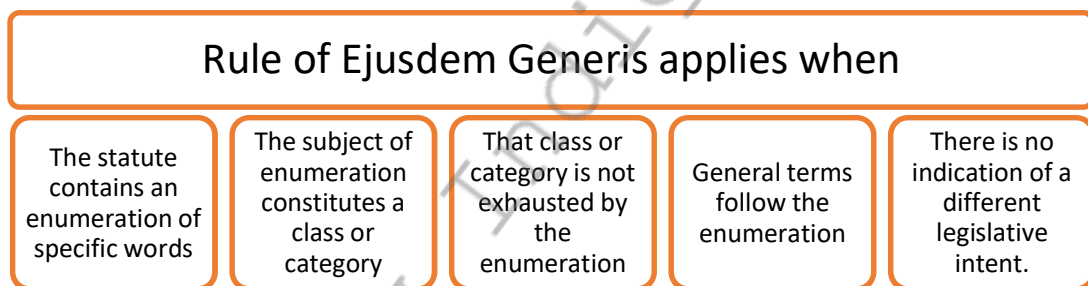 Rule of Ejusdem Generis applies when
The statute
contains an
enumeration of
specific words
The subject of
enumeration
constitutes a
class or
category
That class or
category is not
exhausted by
the
enumeration
General terms
follow the
enumeration
There is no
indication of a
different
legislative
intent.